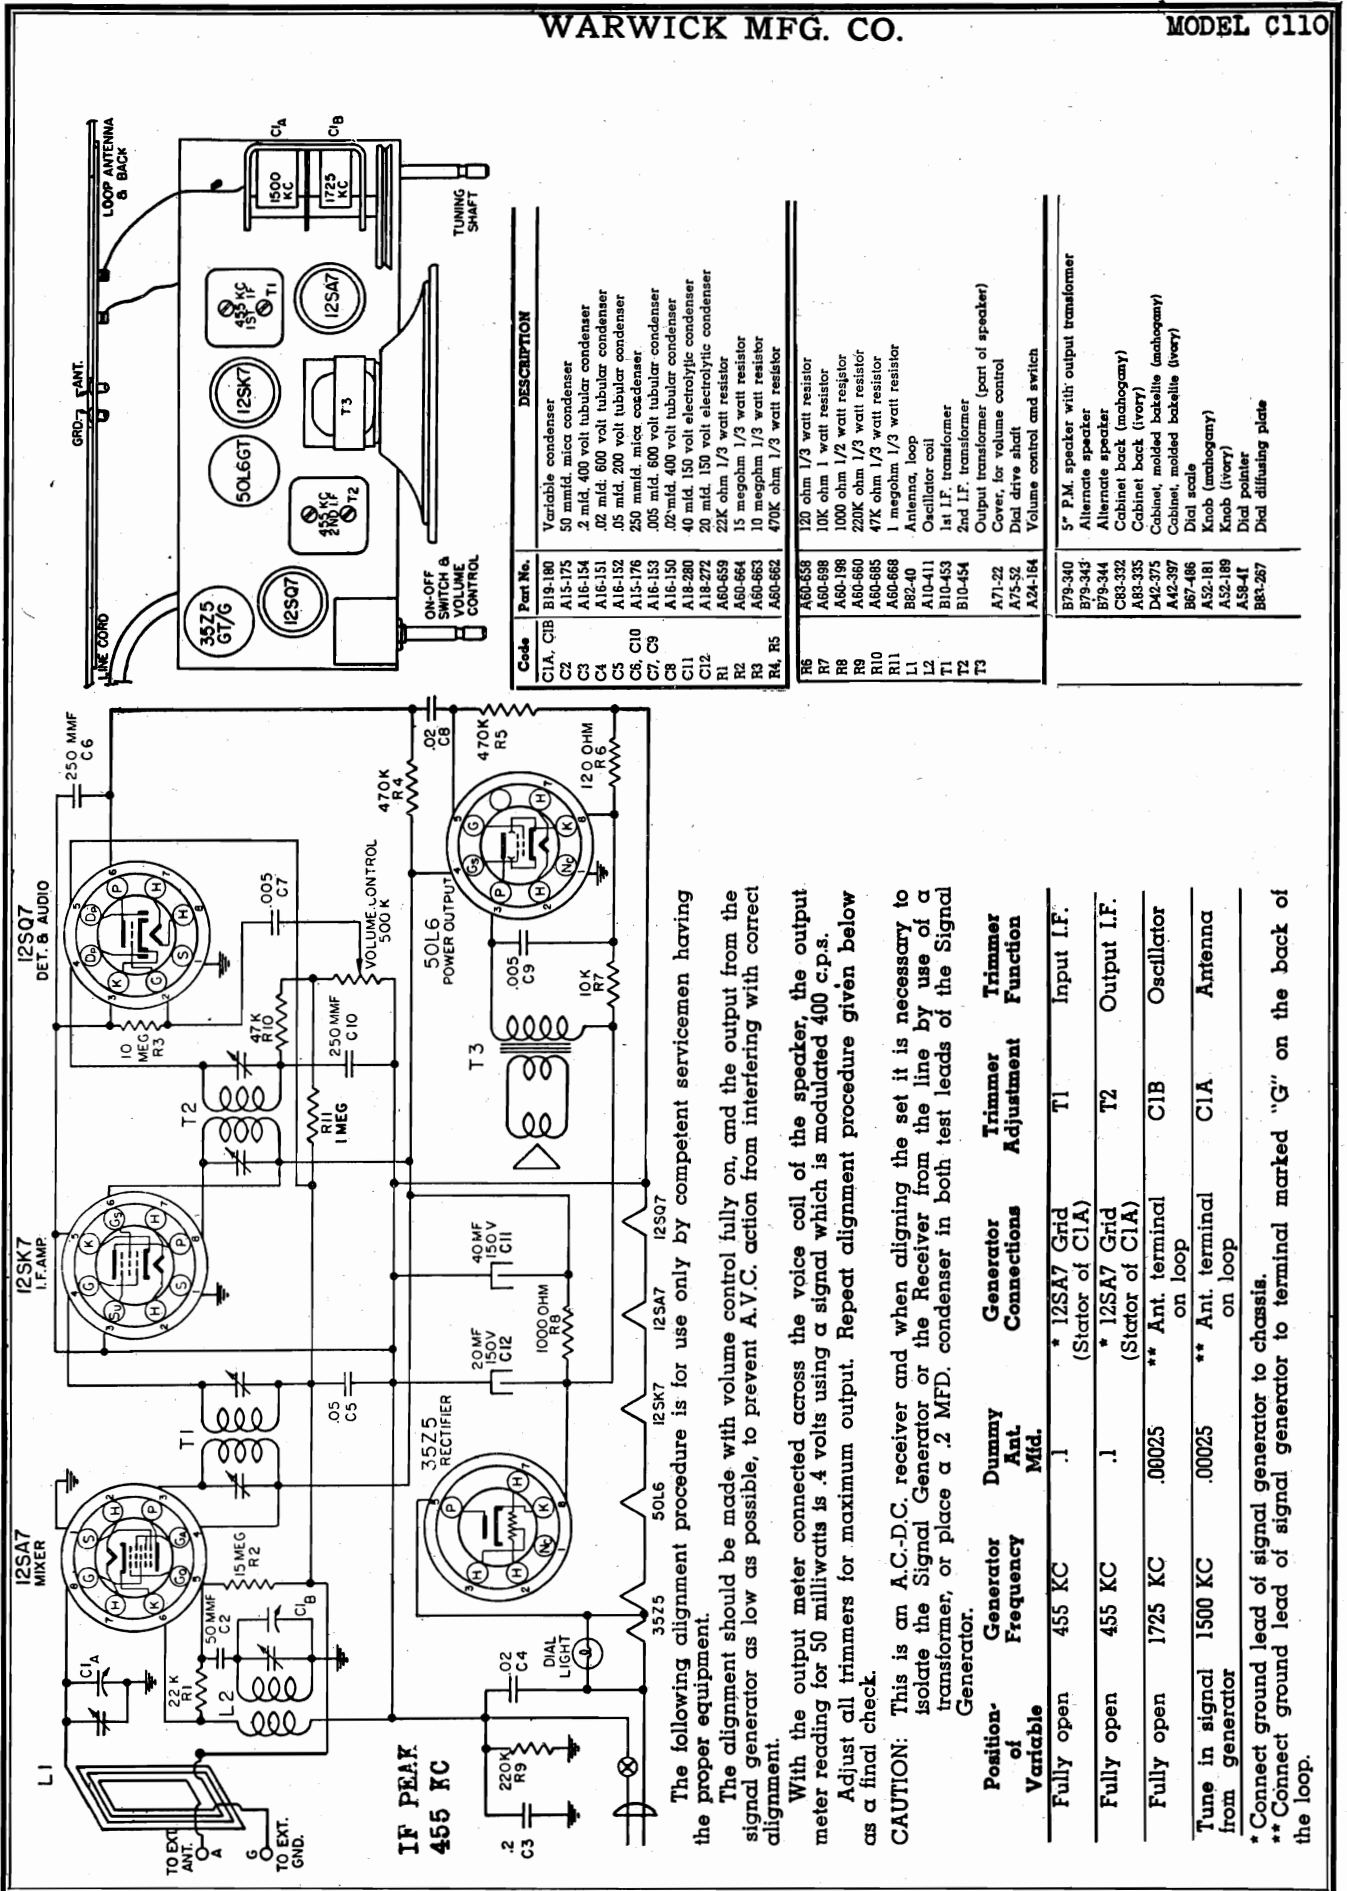 WARWICK MFG. CO.
MODEL C110
L1
TO EXT. ANT.
A
G
TO EXT. GND.
C1A
12SA7
MIXER
22K
R1
50MMF
C2
L2
C1B
15MEG
R2
T1
.05
C5
12SK7
I.F. AMP.
T2
10
MEG
R3
47K
R10
250MMF
C10
R11
1 MEG
12SQ7
DET. & AUDIO
.005
C7
VOLUME CONTROL
500 K
250 MMF
C6
470K
R4
.02
C8
470K
R5
120 OHM
R6
50L6
POWER OUTPUT
.005
C9
10K
R7
T3
40MF
150V
C11
20MF
150V
C12
1000OHM
R8
35Z5
RECTIFIER
IF PEAK
455 KC
.2
C3
220K
R9
.02
C4
DIAL
LIGHT
35Z5
50L6
12SK7
12SA7
12SQ7
LINE CORD
GRD.
ANT.
LOOP ANTENNA
& BACK
35Z5
GT/G
12SQ7
455 KC
2ND IF
T2
50L6GT
12SK7
455 KC
1ST IF
T1
12SA7
T3
1500
KC
1725
KC
C1A
C1B
ON-OFF
SWITCH &
VOLUME
CONTROL
TUNING
SHAFT
Code Part No. DESCRIPTION
C1A, C1B B19-190 Variable condenser
C2 A15-175 50 mmfd. mica condenser
C3 A16-154 .2 mfd. 400 volt tubular condenser
C4 A16-151 .02 mfd. 600 volt tubular condenser
C5 A16-152 .05 mfd. 200 volt tubular condenser
C6, C10 A15-176 250 mmfd. mica condenser
C7, C9 A16-153 .005 mfd. 600 volt tubular condenser
C8 A16-150 .02 mfd. 400 volt tubular condenser
C11 A18-280 40 mfd. 150 volt electrolytic condenser
C12 A18-272 20 mfd. 150 volt electrolytic condenser
R1 A60-659 22K ohm 1/3 watt resistor
R2 A60-664 15 megohm 1/3 watt resistor
R3 A60-663 10 megohm 1/3 watt resistor
R4, R5 A60-662 470K ohm 1/3 watt resistor
R6 A60-658 120 ohm 1/3 watt resistor
R7 A60-698 10K ohm 1 watt resistor
R8 A60-198 1000 ohm 1/2 watt resistor
R9 A60-660 220K ohm 1/3 watt resistor
R10 A60-685 47K ohm 1/3 watt resistor
R11 A60-668 1 megohm 1/3 watt resistor
L1 B82-40 Antenna, loop
L2 A10-411 Oscillator coil
T1 B10-453 1st I.F. transformer
T2 B10-454 2nd I.F. transformer
T3 Output transformer (part of speaker)
A71-22 Cover, for volume control
A75-52 Dial drive shaft
A24-164 Volume control and switch
B79-340 5" P.M. speaker with output transformer
B79-343 Alternate speaker
B79-344 Alternate speaker
C83-332 Cabinet back (mahogany)
A83-335 Cabinet back (ivory)
D42-375 Cabinet, molded bakelite (mahogany)
A42-397 Cabinet, molded bakelite (ivory)
B67-486 Dial scale
A52-181 Knob (mahogany)
A52-189 Knob (ivory)
A58-41 Dial pointer
B83-267 Dial diffusing plate
The following alignment procedure is for use only by competent servicemen having
the proper equipment.
The alignment should be made with volume control fully on, and the output from the
signal generator as low as possible, to prevent A.V.C. action from interfering with correct
alignment.
With the output meter connected across the voice coil of the speaker, the output
meter reading for 50 milliwatts is .4 volts using a signal which is modulated 400 c.p.s.
Adjust all trimmers for maximum output. Repeat alignment procedure given below
as a final check.
CAUTION: This is an A.C.-D.C. receiver and when aligning the set it is necessary to
isolate the Signal Generator or the Receiver from the line by use of a
transformer, or place a .2 MFD. condenser in both test leads of the Signal
Generator.
Position of Variable Generator Frequency Dummy Ant. Mfd. Generator Connections Trimmer Adjustment Trimmer Function
Fully open 455 KC .1 * 12SA7 Grid (Stator of C1A) T1 Input I.F.
Fully open 455 KC .1 * 12SA7 Grid (Stator of C1A) T2 Output I.F.
Fully open 1725 KC .00025 ** Ant. terminal on loop C1B Oscillator
Tune in signal from generator 1500 KC .00025 ** Ant. terminal on loop C1A Antenna
* Connect ground lead of signal generator to chassis.
** Connect ground lead of signal generator to terminal marked "G" on the back of
the loop.